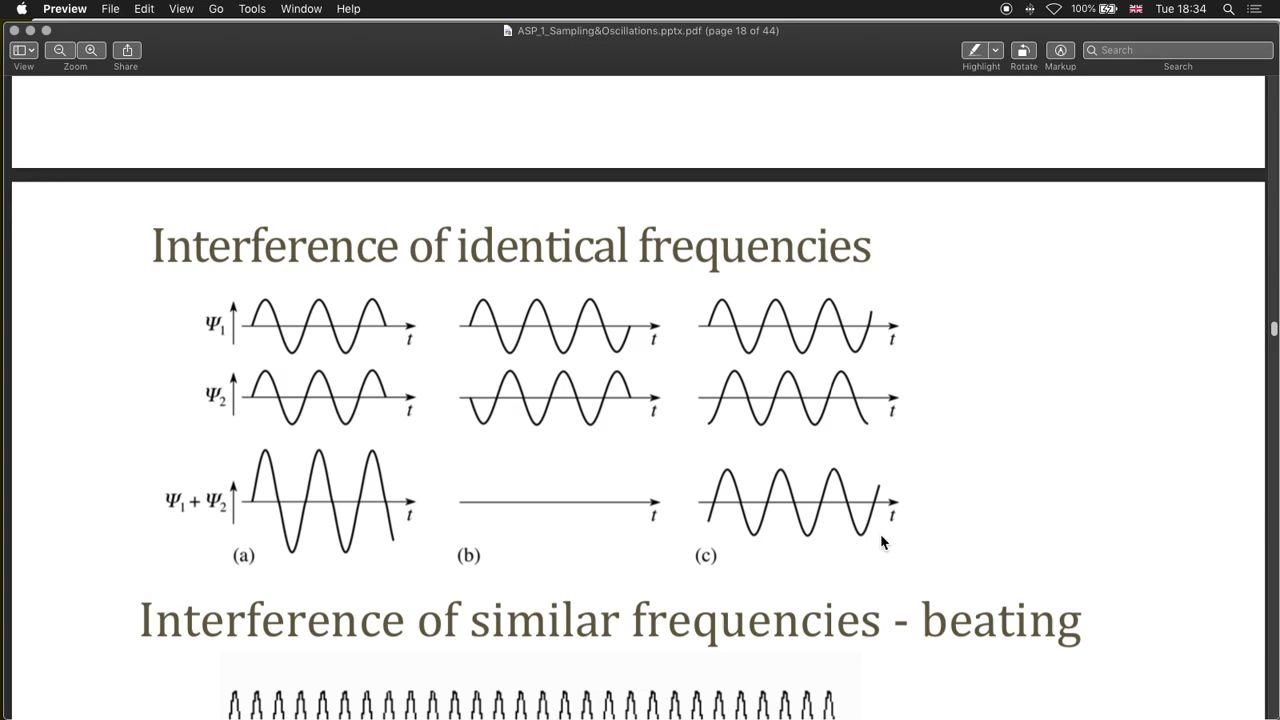 Preview File Edit View Go Tools Window Help 100% Tue 18:34
ASP_1_Sampling&Oscillations.pptx.pdf (page 18 of 44)
Search
View Zoom Share Highlight Rotate Markup Search
Interference of identical frequencies
Ψ1 t t t
Ψ2 t t t
Ψ1 + Ψ2 t t t
(a) (b) (c)
Interference of similar frequencies - beating